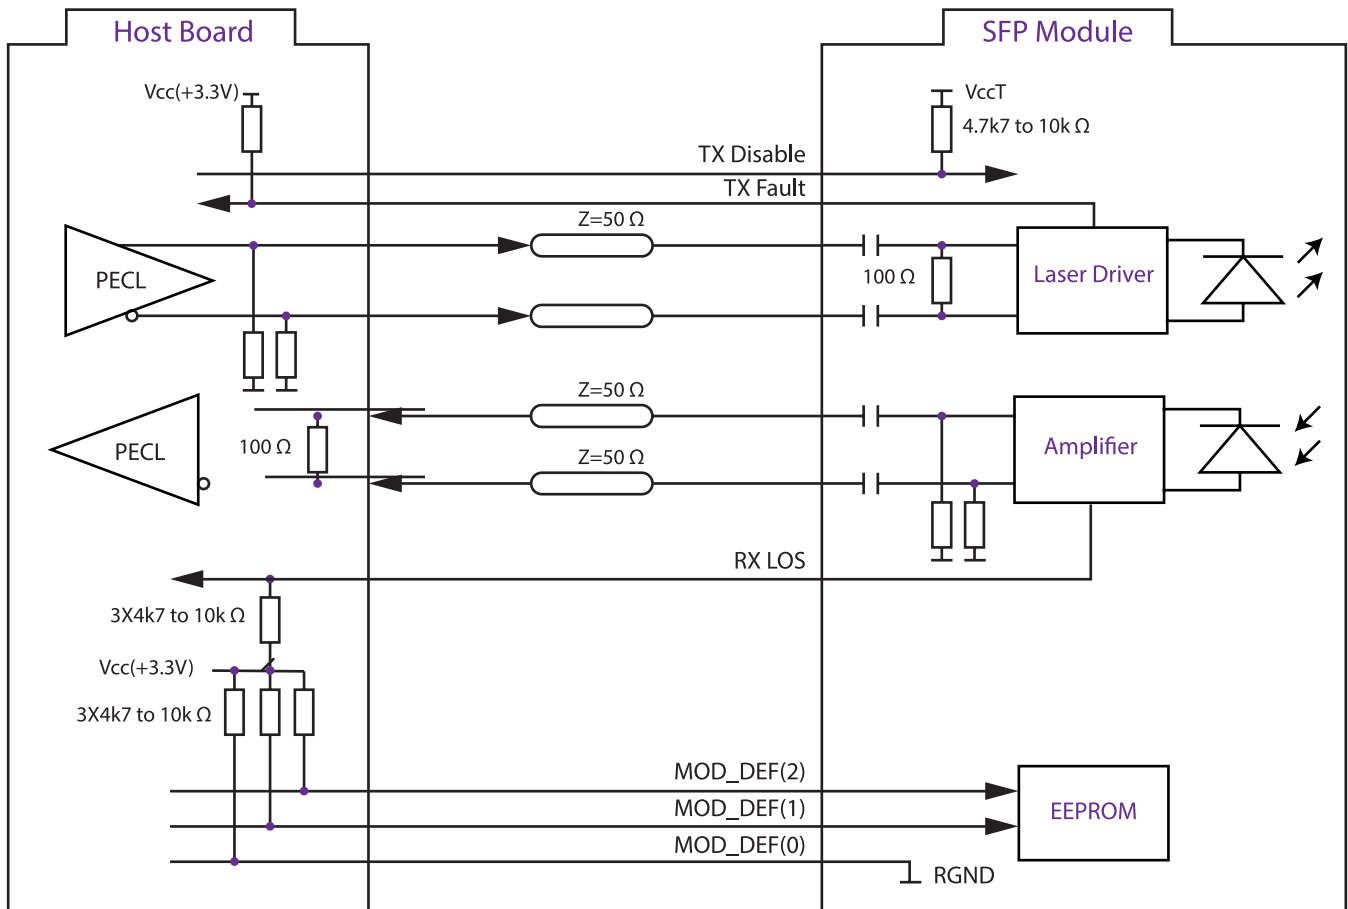 Host Board
SFP Module
Vcc(+3.3V)
VccT
4.7k7 to 10k Ω
TX Disable
TX Fault
Z=50 Ω
PECL
100 Ω
Laser Driver
Z=50 Ω
100 Ω
PECL
Z=50 Ω
Amplifier
RX LOS
3X4k7 to 10k Ω
Vcc(+3.3V)
3X4k7 to 10k Ω
MOD_DEF(2)
MOD_DEF(1)
EEPROM
MOD_DEF(0)
RGND